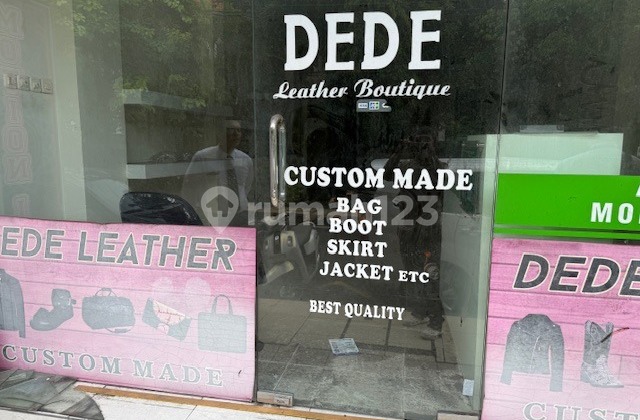 DEDE
Leather Boutique
CUSTOM MADE
BAG
BOOT
SKIRT
JACKET ETC
BEST QUALITY
rumah123
DEDE LEATHER
CUSTOM MADE
A
MO
DEDE
CUST